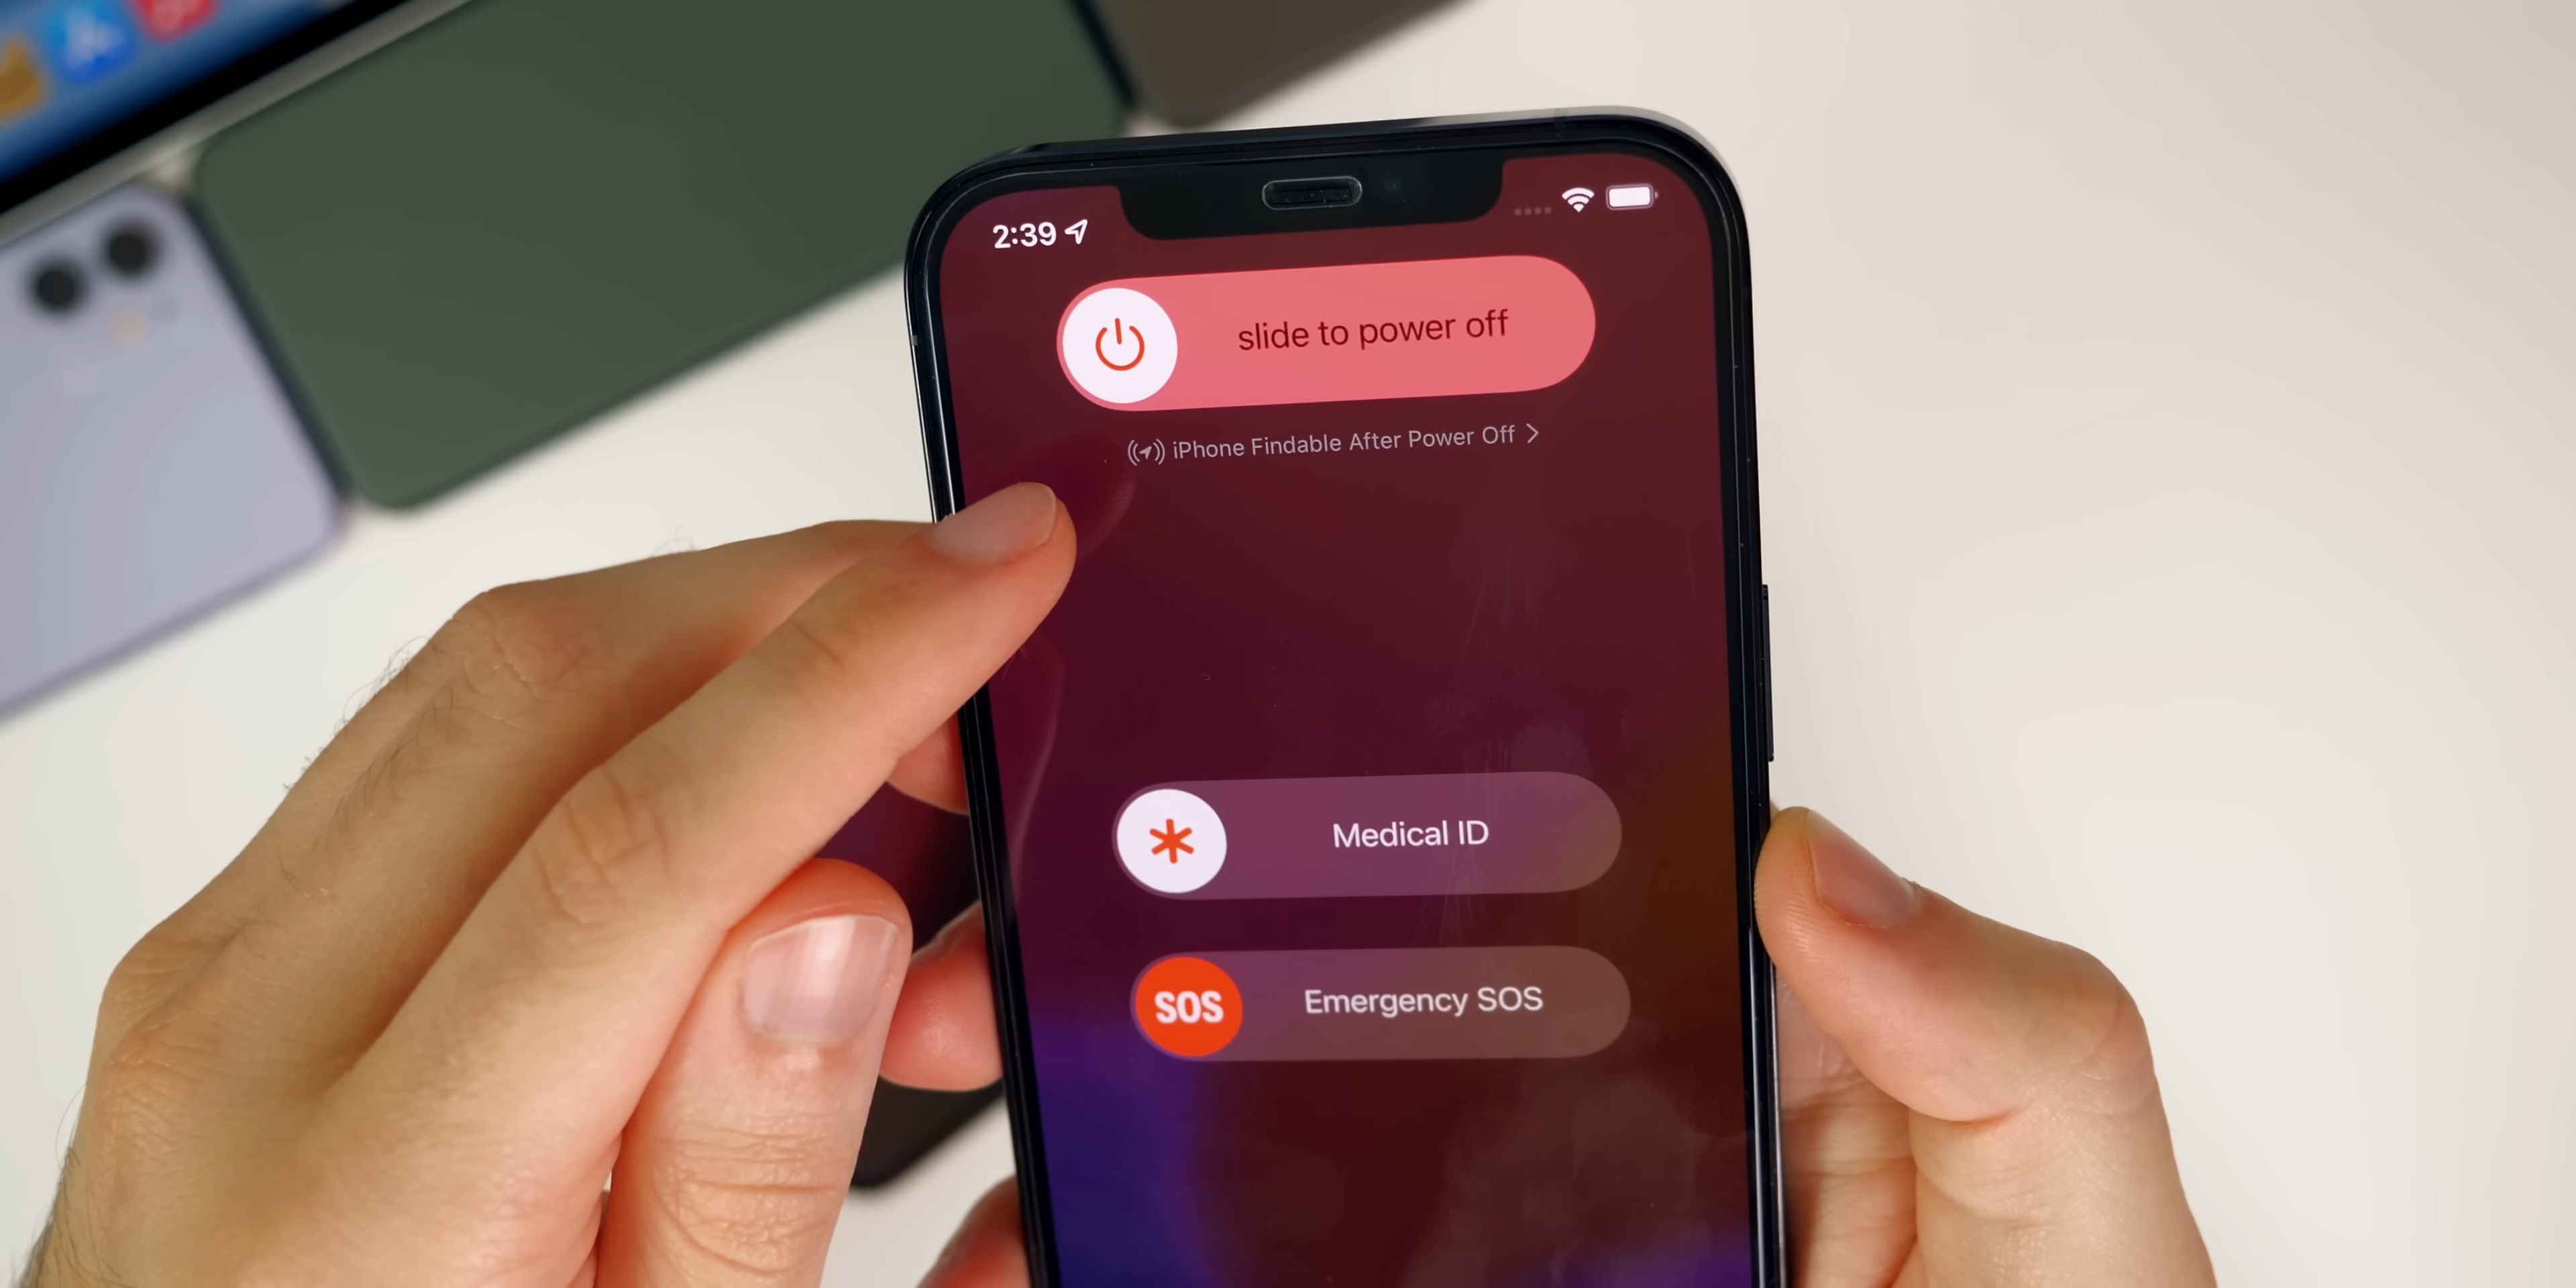 2:39
slide to power off
iPhone Findable After Power Off
Medical ID
SOS
Emergency SOS